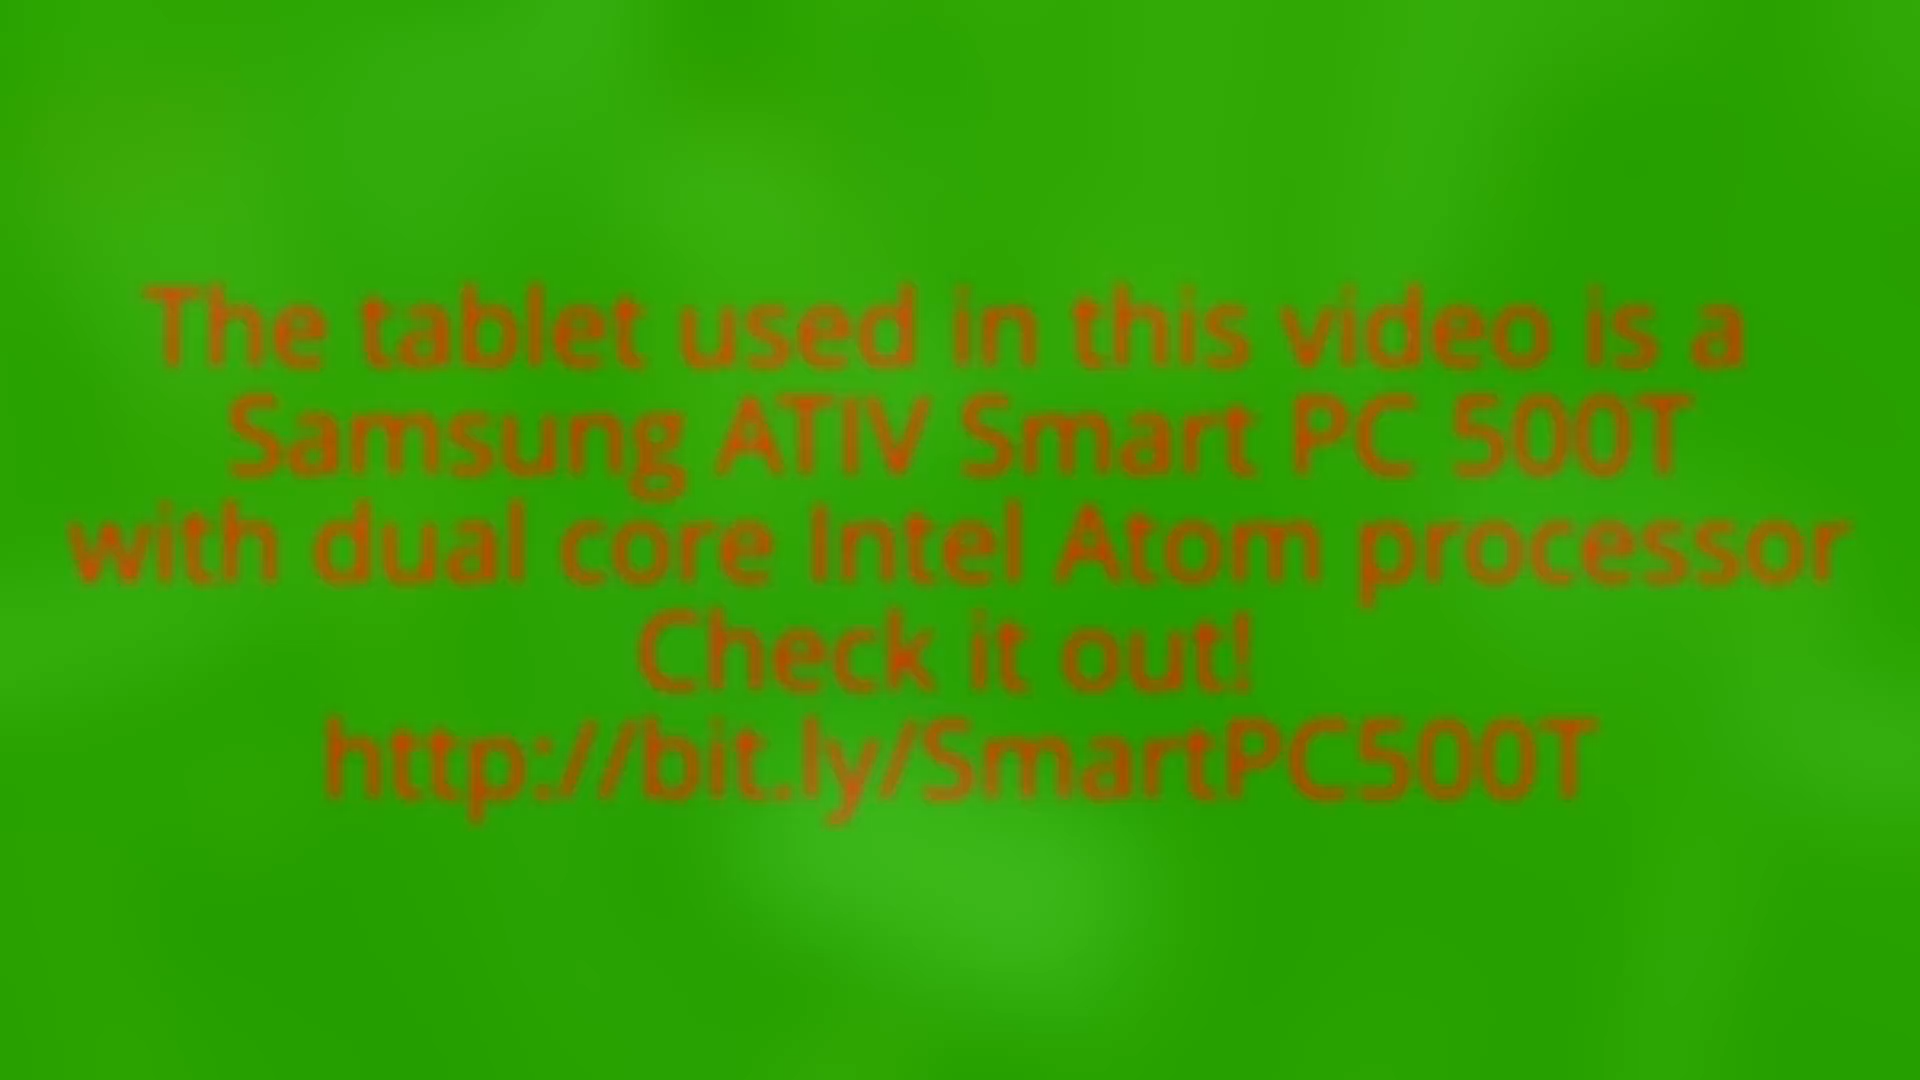 The tablet used in this video is a
Samsung ATIV Smart PC 500T
with dual core Intel Atom processor
Check it out!
http://bit.ly/SmartPC500T